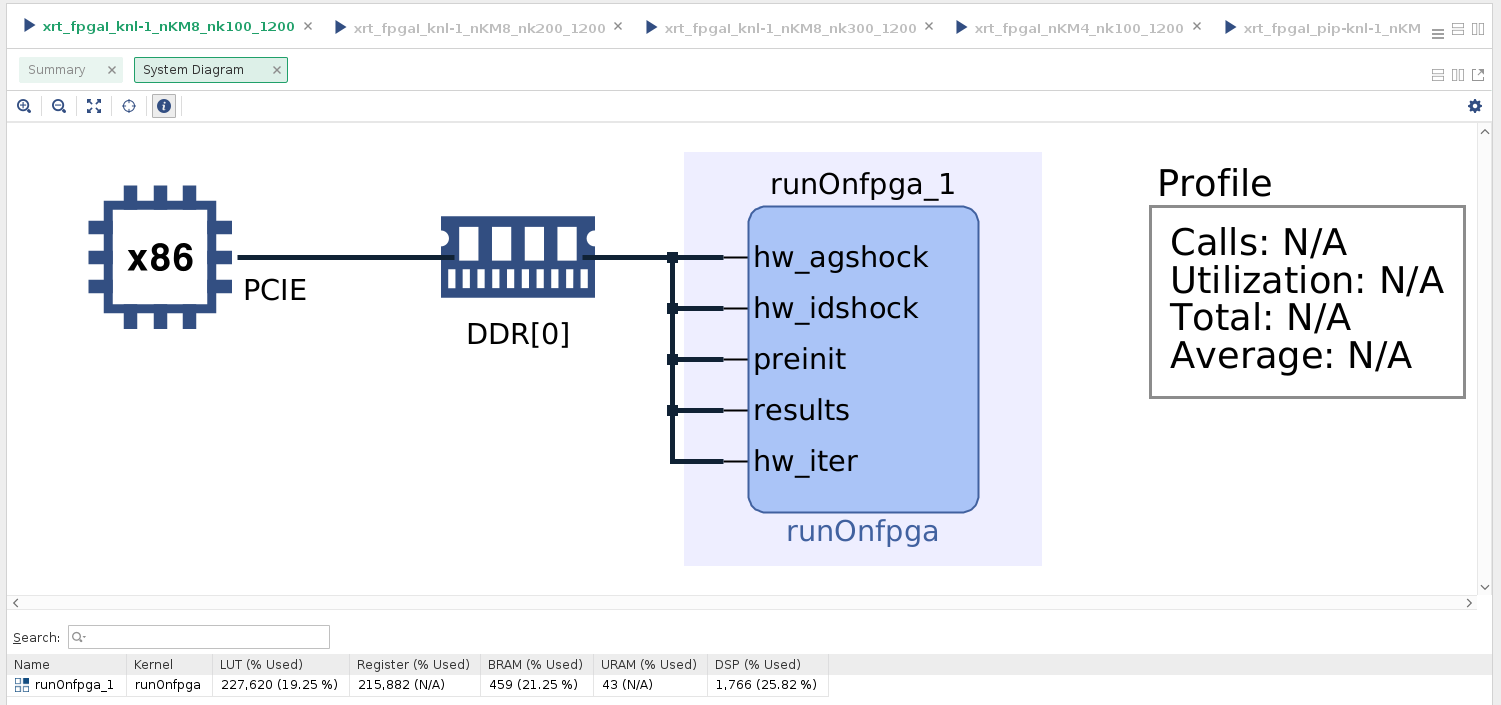 xrt_fpgaI_knl-1_nKM8_nk100_1200 xrt_fpgaI_knl-1_nKM8_nk200_1200 xrt_fpgaI_knl-1_nKM8_nk300_1200 xrt_fpgaI_nKM4_nk100_1200 xrt_fpgaI_pip-knl-1_nKM
Summary System Diagram
runOnfpga_1
Profile
x86
PCIE
DDR[0]
hw_agshock
hw_idshock
preinit
results
hw_iter
runOnfpga
Calls: N/A
Utilization: N/A
Total: N/A
Average: N/A
Search:
Name Kernel LUT (% Used) Register (% Used) BRAM (% Used) URAM (% Used) DSP (% Used)
runOnfpga_1 runOnfpga 227,620 (19.25 %) 215,882 (N/A) 459 (21.25 %) 43 (N/A) 1,766 (25.82 %)